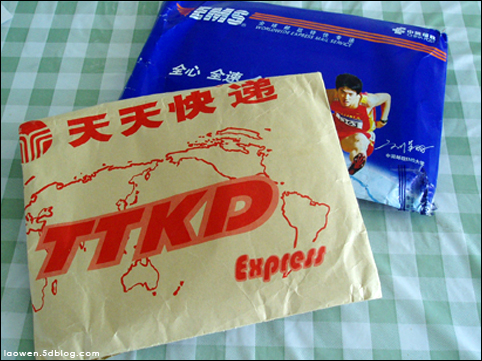 EMS
全球邮政特快专递
WORLDWIDE EXPRESS MAIL SERVICE
中国邮政
全心 全速
天天快递
TTKD
Express
laowen.5dblog.com